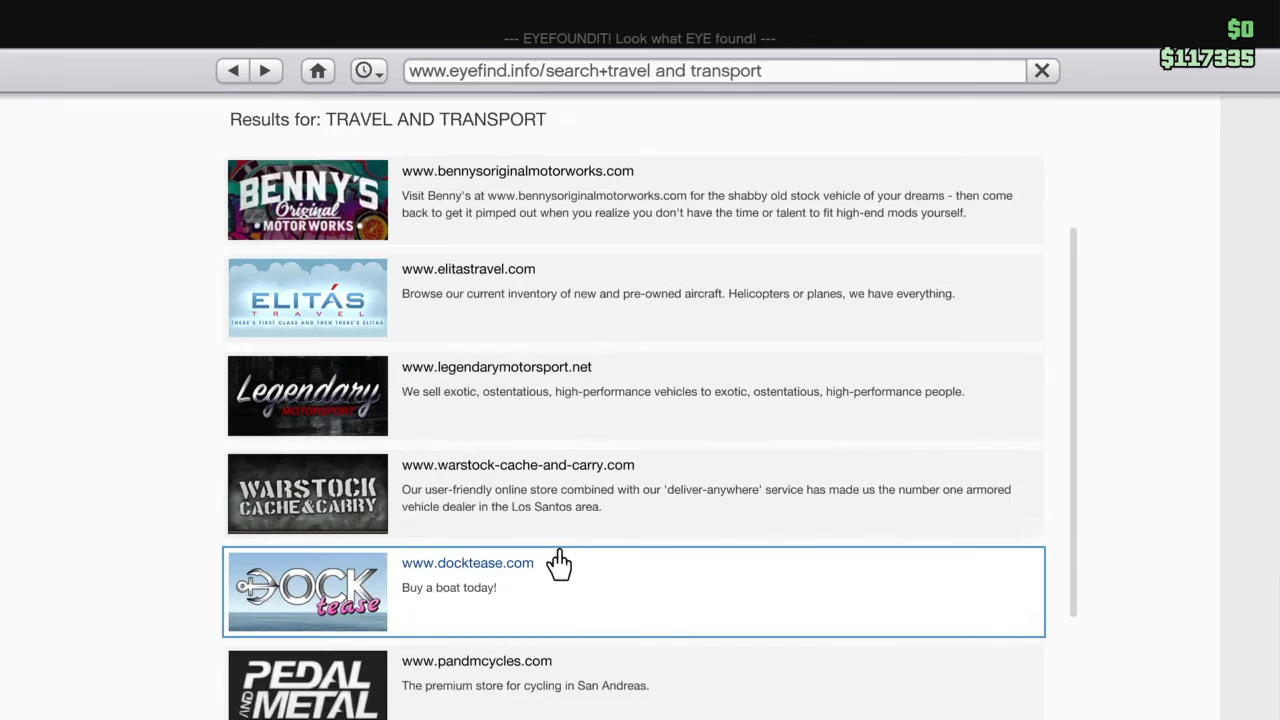 $0
--- EYEFOUNDIT! Look what EYE found! ---
$117335
www.eyefind.info/search+travel and transport
Results for: TRAVEL AND TRANSPORT
BENNY'S
Original
MOTOR WORKS
www.bennysoriginalmotorworks.com
Visit Benny's at www.bennysoriginalmotorworks.com for the shabby old stock vehicle of your dreams - then come
back to get it pimped out when you realize you don't have the time or talent to fit high-end mods yourself.
ELITÁS
TRAVEL
THERE'S FIRST CLASS AND THEN THERE'S ELITAS.
www.elitastravel.com
Browse our current inventory of new and pre-owned aircraft. Helicopters or planes, we have everything.
Legendary
MOTORSPORT
www.legendarymotorsport.net
We sell exotic, ostentatious, high-performance vehicles to exotic, ostentatious, high-performance people.
WARSTOCK
CACHE & CARRY
www.warstock-cache-and-carry.com
Our user-friendly online store combined with our 'deliver-anywhere' service has made us the number one armored
vehicle dealer in the Los Santos area.
DOCK
tease
www.docktease.com
Buy a boat today!
PEDAL
AND METAL
www.pandmcycles.com
The premium store for cycling in San Andreas.